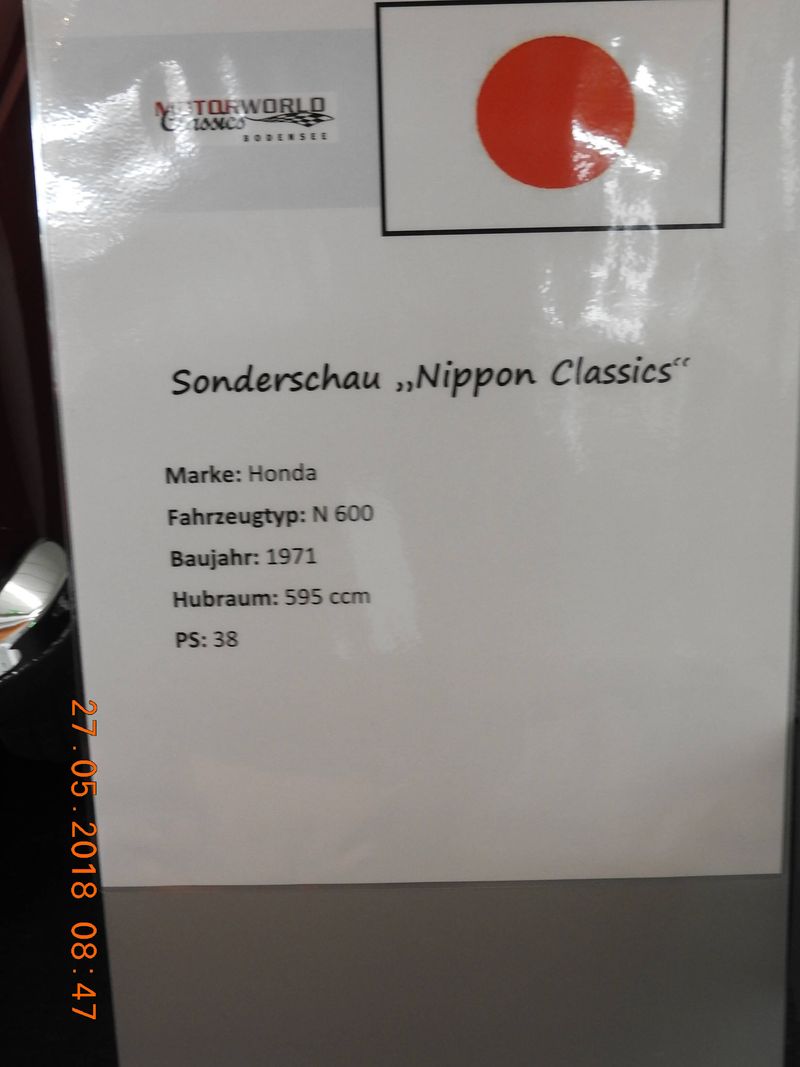 MOTORWORLD
Classics
BODENSEE
Sonderschau „Nippon Classics“
Marke: Honda
Fahrzeugtyp: N 600
Baujahr: 1971
Hubraum: 595 ccm
PS: 38
27.05.2018 08:47